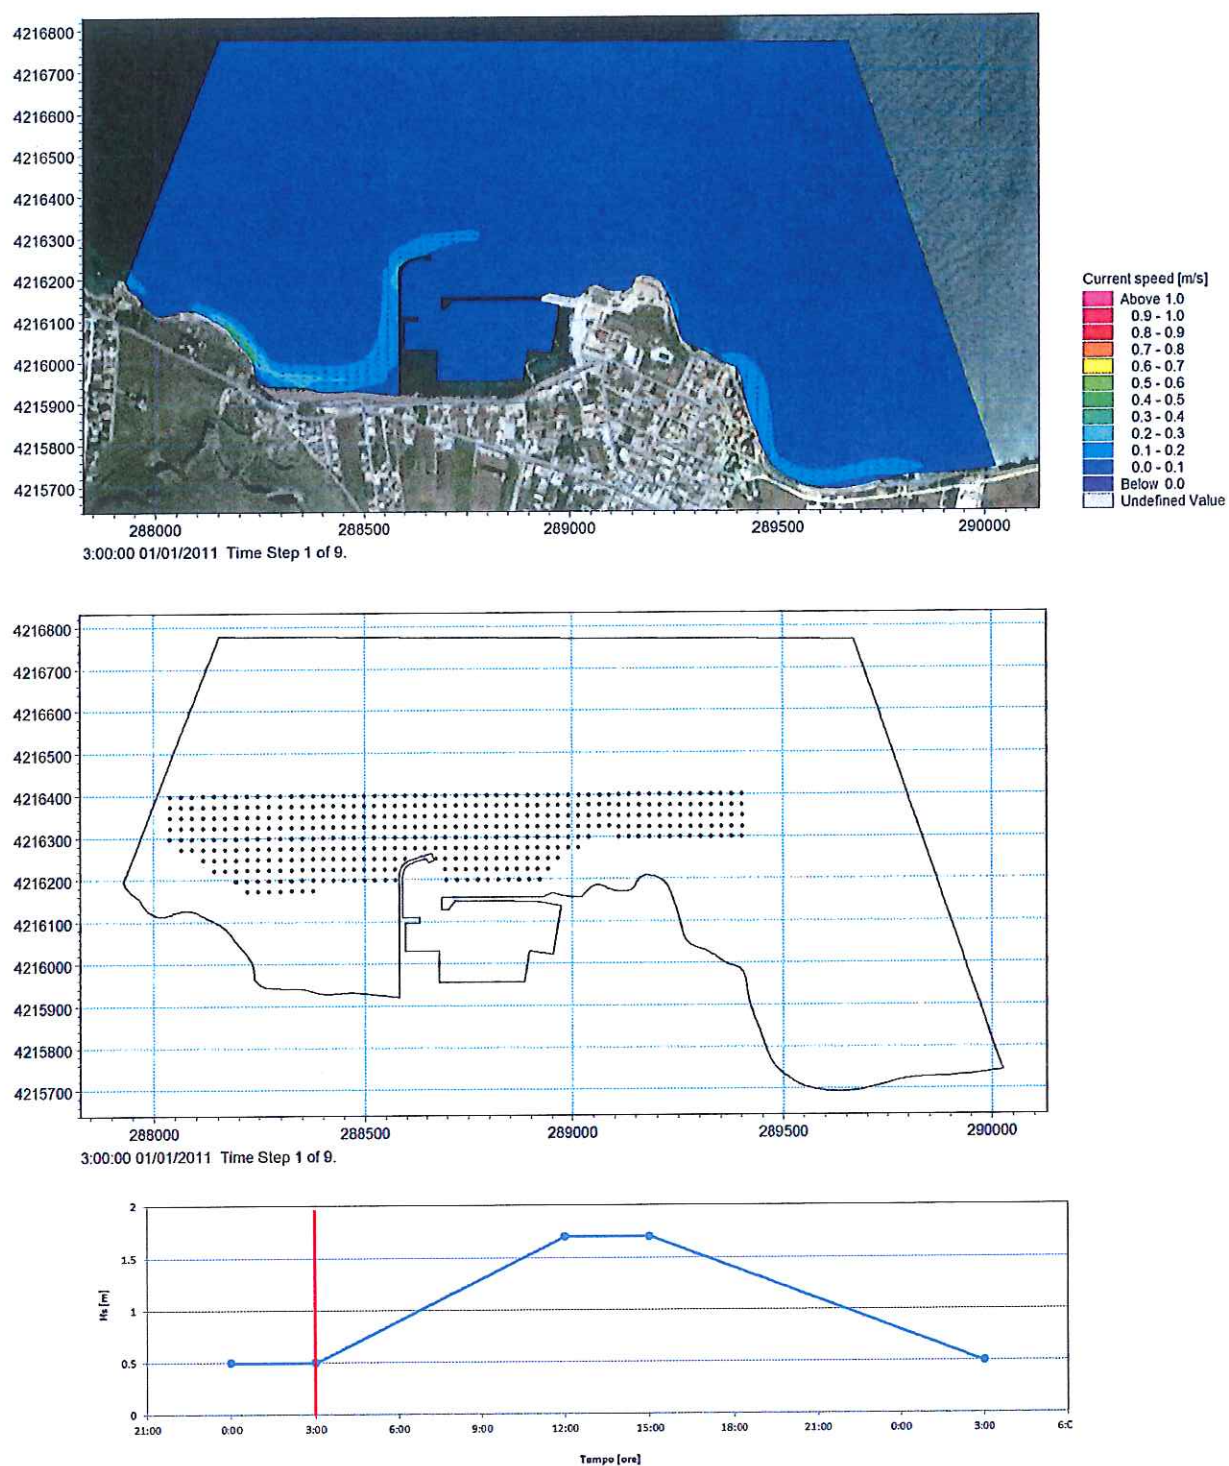 4216800
4216700
4216600
4216500
4216400
4216300
4216200
4216100
4216000
4215900
4215800
4215700
288000 288500 289000 289500 290000
3:00:00 01/01/2011 Time Step 1 of 9.
Current speed [m/s]
Above 1.0
0.9 - 1.0
0.8 - 0.9
0.7 - 0.8
0.6 - 0.7
0.5 - 0.6
0.4 - 0.5
0.3 - 0.4
0.2 - 0.3
0.1 - 0.2
0.0 - 0.1
Below 0.0
Undefined Value
4216800
4216700
4216600
4216500
4216400
4216300
4216200
4216100
4216000
4215900
4215800
4215700
288000 288500 289000 289500 290000
3:00:00 01/01/2011 Time Step 1 of 9.
2
1.5
1
0.5
0
Hs [m]
21:00 0:00 3:00 6:00 9:00 12:00 15:00 18:00 21:00 0:00 3:00 6:0
Tempo [ore]